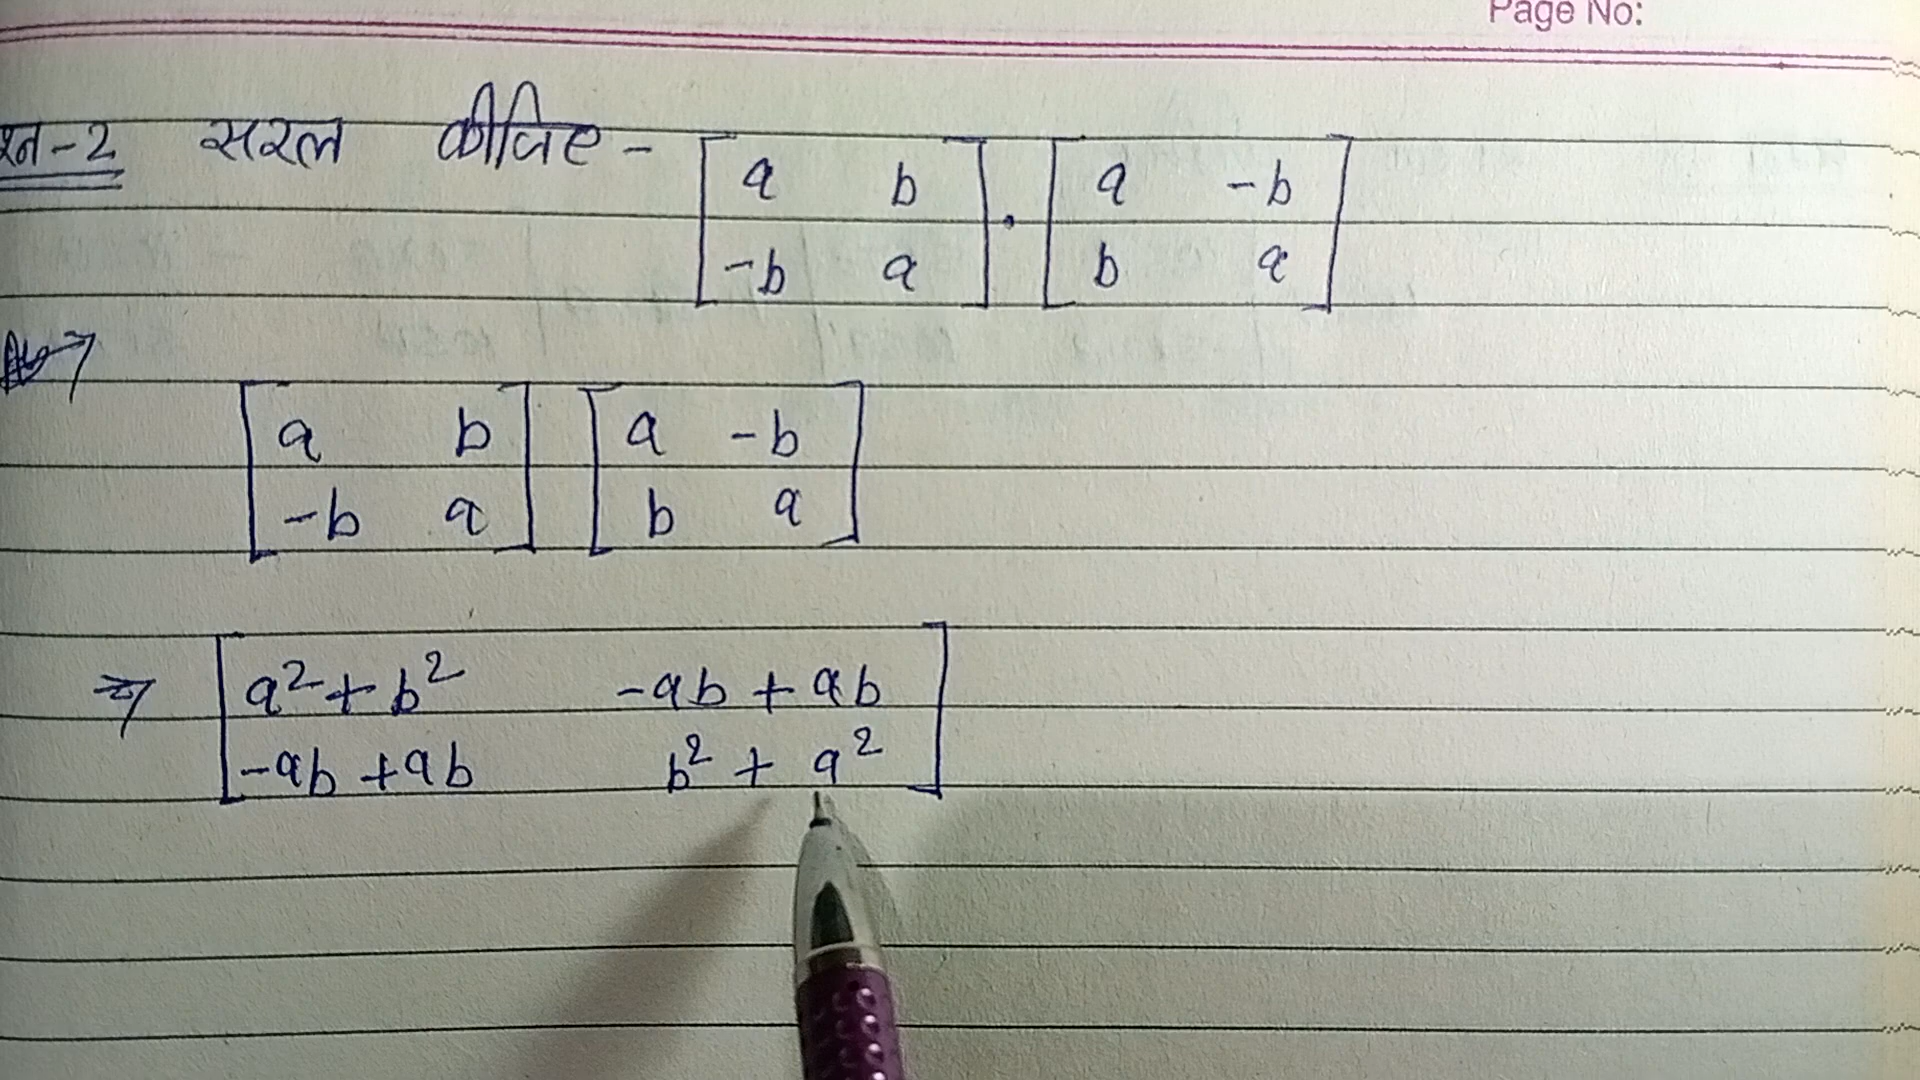 Page No:
श्न-2 सरल कीजिए - [a b; -b a] . [a -b; b a]
[a b; -b a] [a -b; b a]
⇒ [a²+b² -ab+ab; -ab+ab b²+a²]